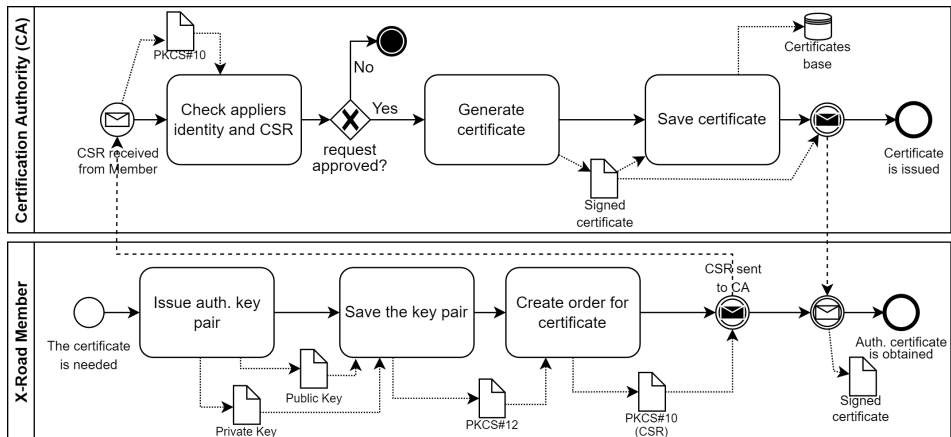 Certification Authority (CA)
PKCS#10
CSR received
from Member
Check appliers
identity and CSR
No
Yes
request
approved?
Generate
certificate
Signed
certificate
Save certificate
Certificates
base
Certificate
is issued
X-Road Member
The certificate
is needed
Issue auth. key
pair
Public Key
Private Key
Save the key pair
PKCS#12
Create order for
certificate
PKCS#10
(CSR)
CSR sent
to CA
Signed
certificate
Auth. certificate
is obtained